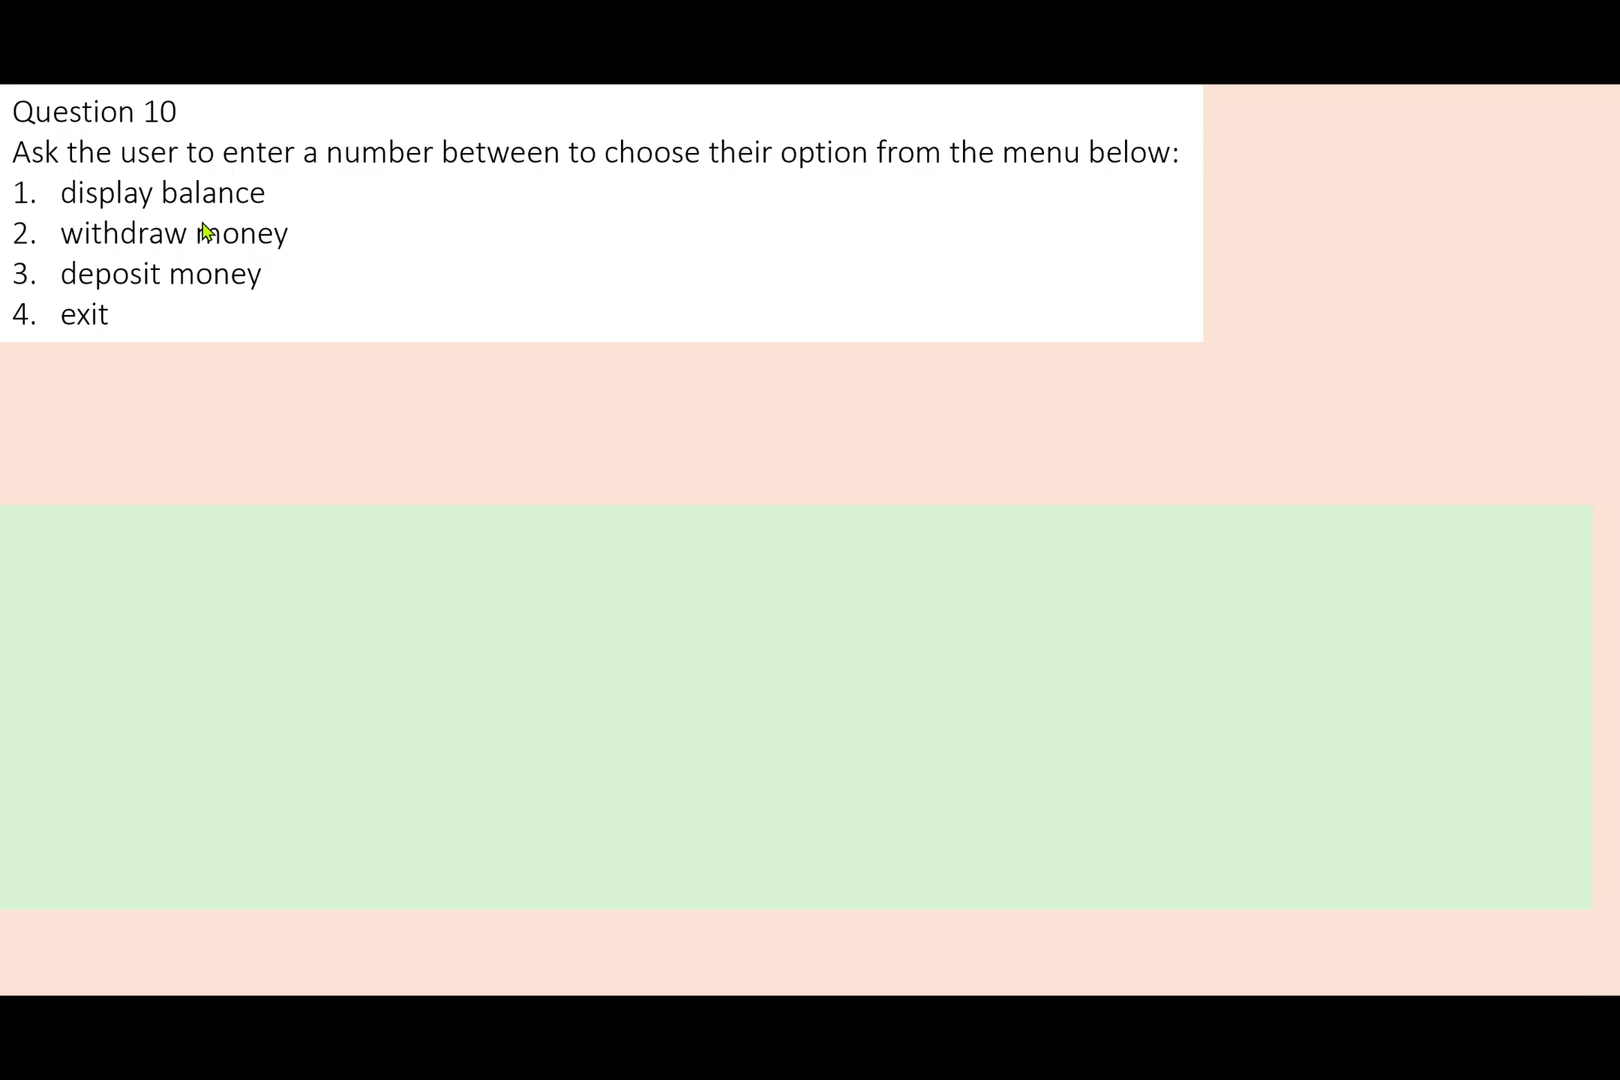 Question 10
Ask the user to enter a number between to choose their option from the menu below:
1. display balance
2. withdraw money
3. deposit money
4. exit